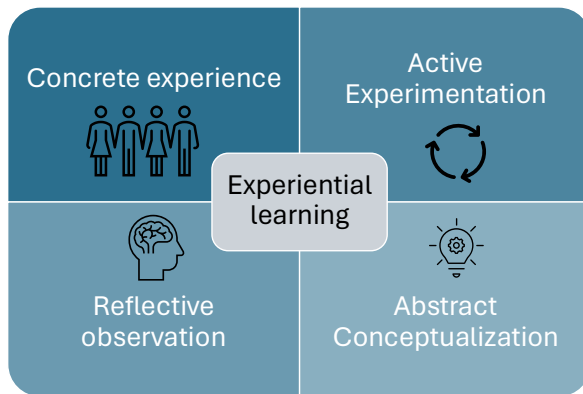 Concrete experience
Active
Experimentation
Experiential
learning
Reflective
observation
Abstract
Conceptualization